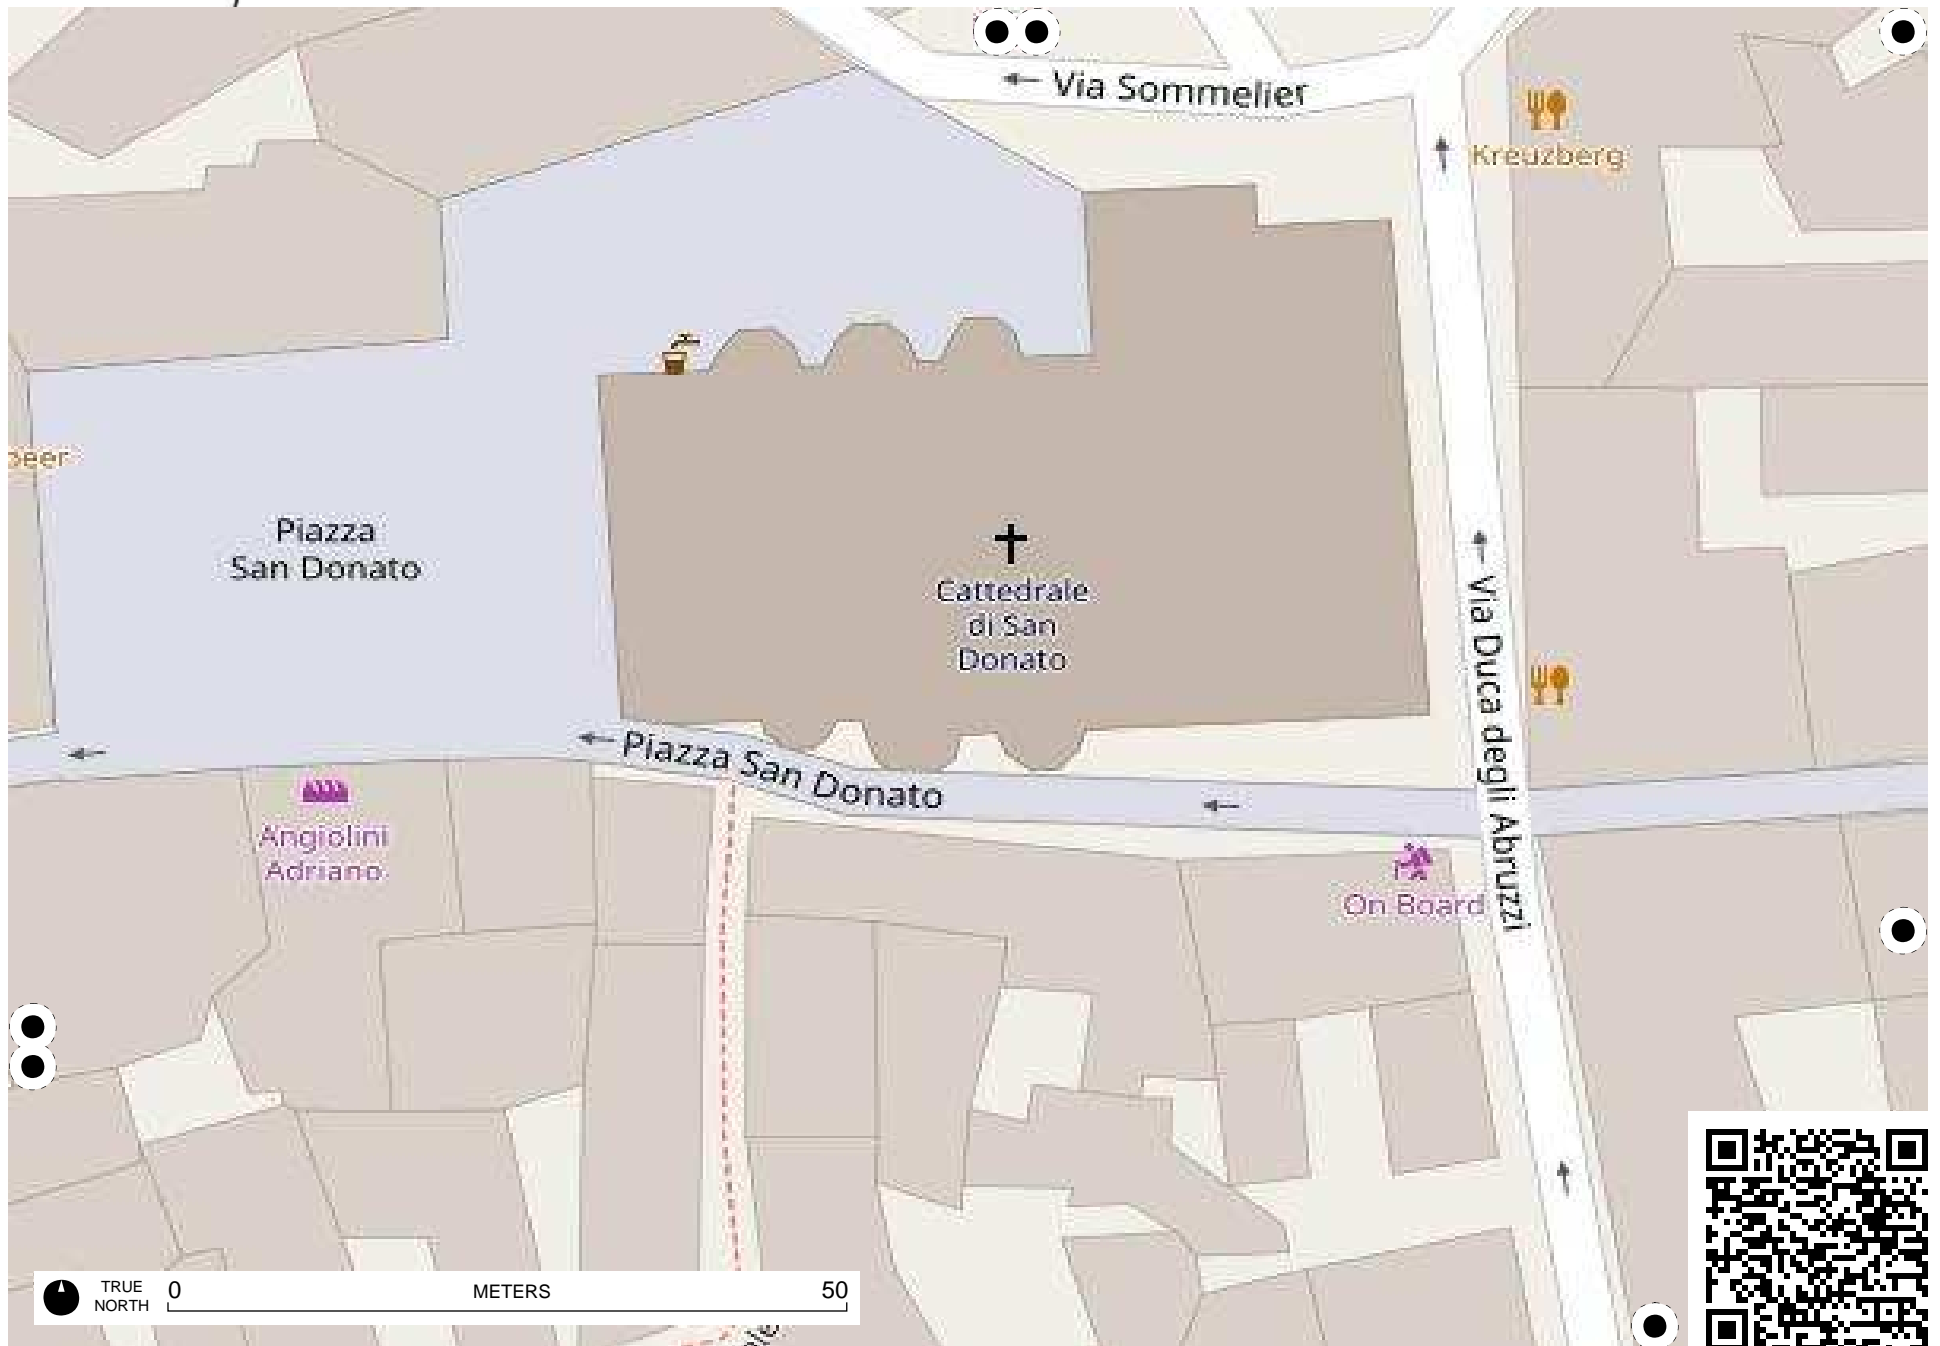 Via Sommelier
Kreuzberg
beer
Piazza
San Donato
Cattedrale
di San
Donato
Via Duca degli Abruzzi
Piazza San Donato
Angiolini
Adriano
On Board
TRUE
NORTH
0
METERS
50